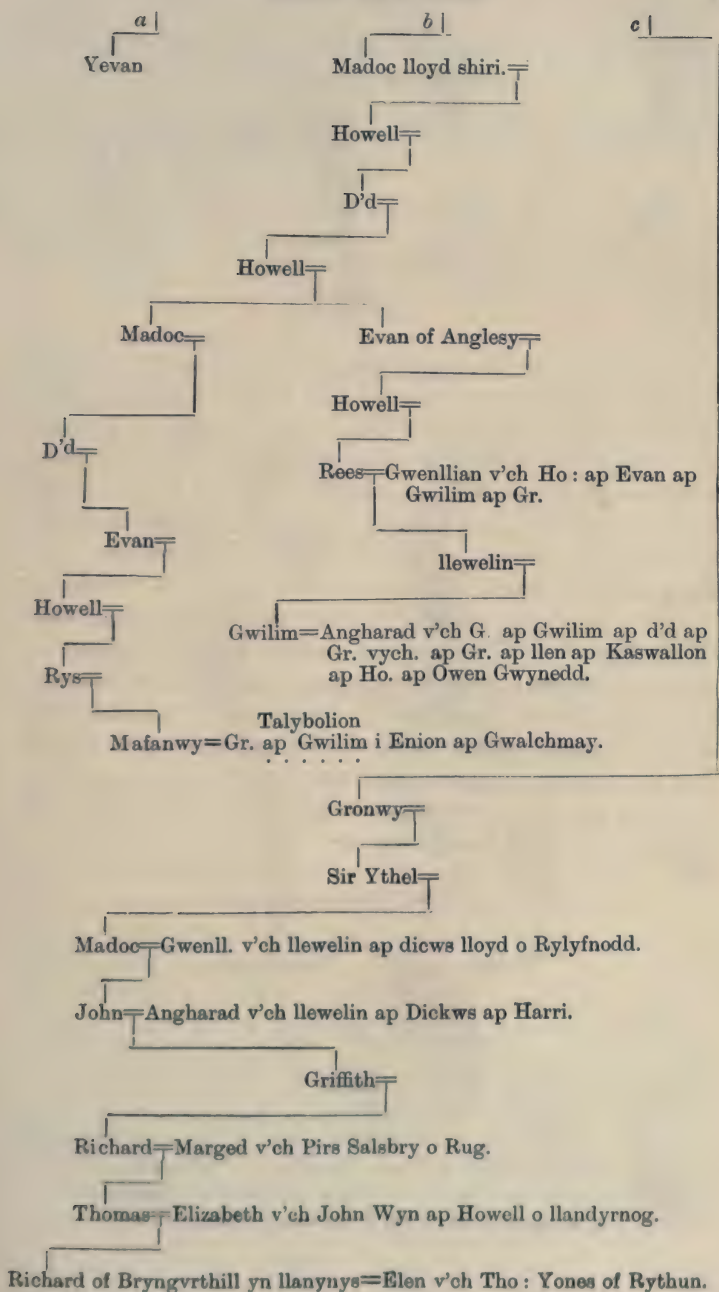 a b c
Yevan Madoc lloyd shiri.
Howell
D'd
Howell
Madoc Evan of Anglesy
Howell
D'd
Rees Gwenllian v'ch Ho : ap Evan ap
Gwilim ap Gr.
Evan
llewelin
Howell
Gwilim=Angharad v'ch G. ap Gwilim ap d'd ap
Gr. vych. ap Gr. ap llen ap Kaswallon
ap Ho. ap Owen Gwynedd.
Rys
Talybolion
Mafanwy=Gr. ap Gwilim i Enion ap Gwalchmay.
Gronwy
Sir Ythel
Madoc=Gwenll. v'ch llewelin ap dicws lloyd o Rylyfnodd.
John=Angharad v'ch llewelin ap Dickws ap Harri.
Griffith
Richard=Marged v'ch Pirs Salsbry o Rug.
Thomas=Elizabeth v'ch John Wyn ap Howell o llandyrnog.
Richard of Bryngvrthill yn llanynys=Elen v'ch Tho : Yones of Rythun.